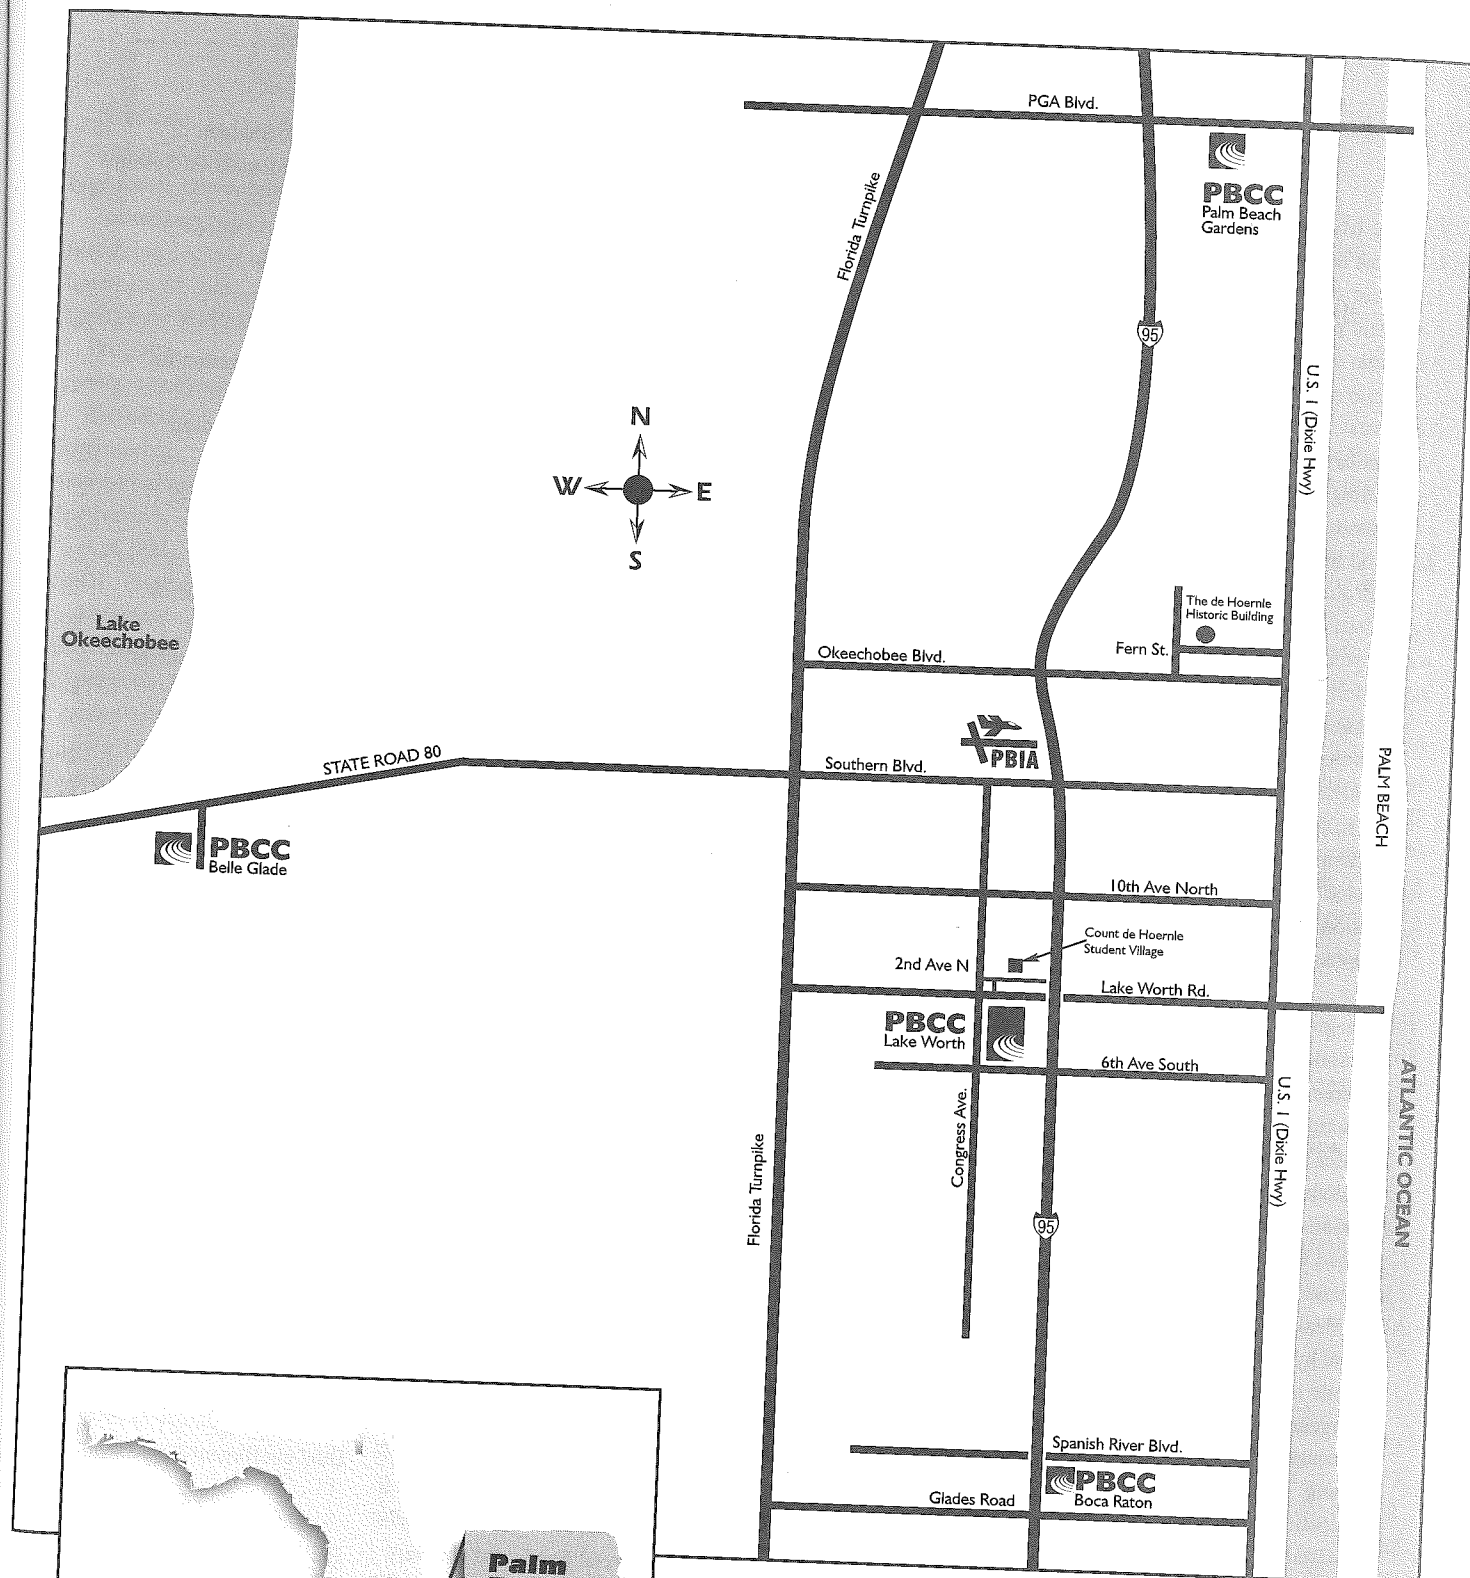 PGA Blvd.
PBCC
Palm Beach
Gardens
Florida Turnpike
95
U.S. 1 (Dixie Hwy)
N
W
E
S
Lake
Okeechobee
The de Hoernle
Historic Building
Fern St.
Okeechobee Blvd.
PBIA
STATE ROAD 80
Southern Blvd.
PALM BEACH
PBCC
Belle Glade
10th Ave North
Count de Hoernle
Student Village
2nd Ave N
Lake Worth Rd.
PBCC
Lake Worth
6th Ave South
Congress Ave.
Florida Turnpike
U.S. 1 (Dixie Hwy)
ATLANTIC OCEAN
95
Spanish River Blvd.
PBCC
Boca Raton
Glades Road
Palm